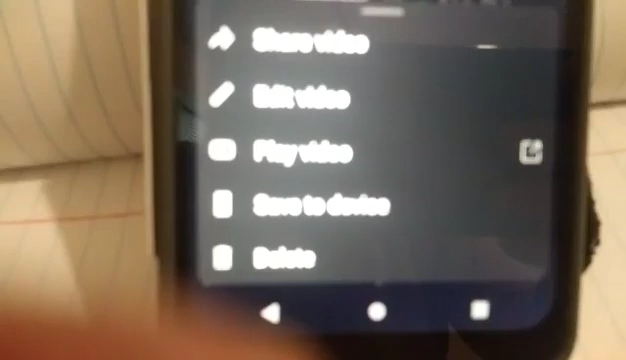 Share video
Edit video
Play video
Save to device
Delete